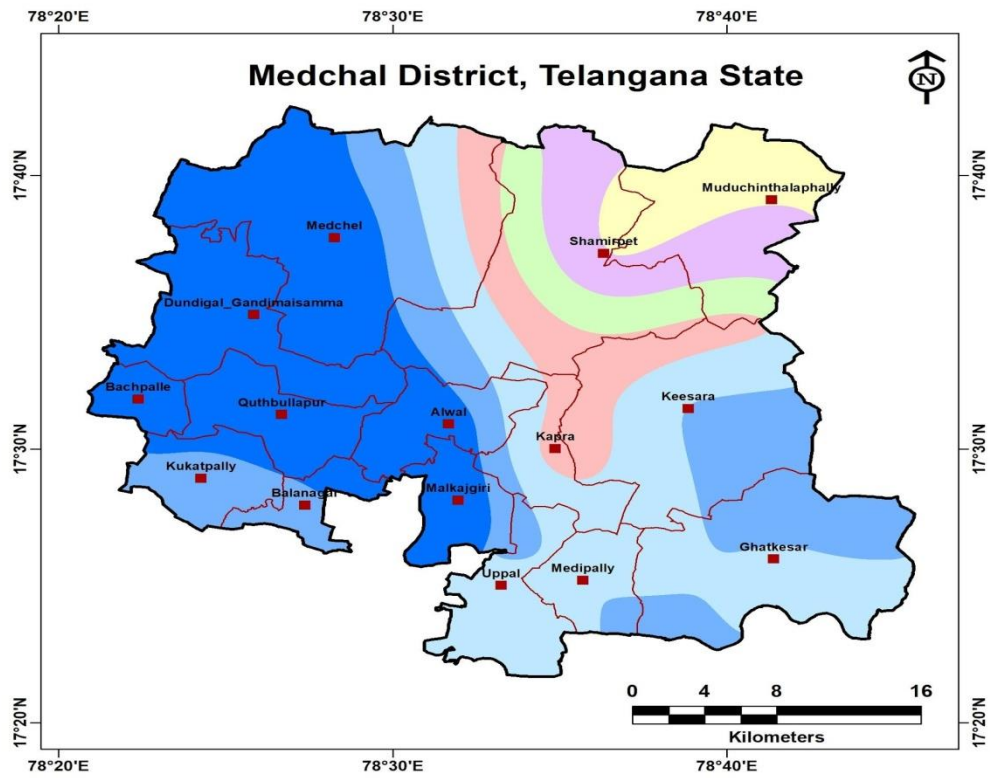 78°20'E 78°30'E 78°40'E
Medchal District, Telangana State
N
17°40'N 17°40'N
Muduchinthalaphally
Medchel
Shamirpet
Dundigal_Gandimaisamma
Bachpalle
Keesara
Quthbullapur
Alwal
Kapra
17°30'N 17°30'N
Kukatpally
Malkajgiri
Balanagar
Ghatkesar
Uppal
Medipally
0 4 8 16
Kilometers
17°20'N 17°20'N
78°20'E 78°30'E 78°40'E